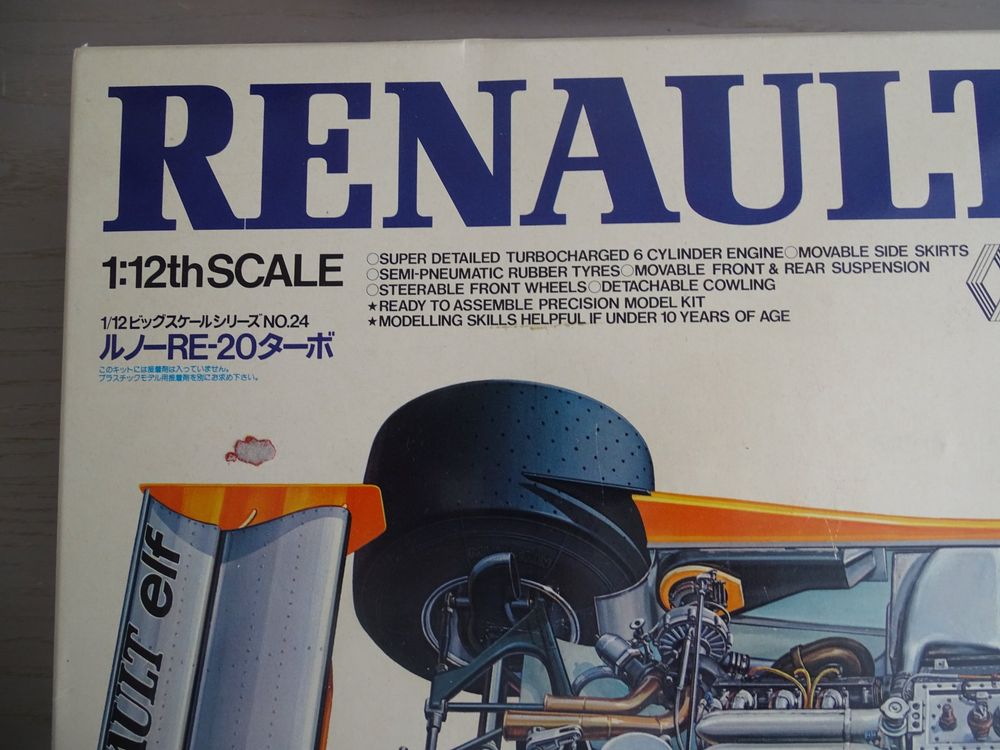 RENAULT
1:12th SCALE
○SUPER DETAILED TURBOCHARGED 6 CYLINDER ENGINE○MOVABLE SIDE SKIRTS
○SEMI-PNEUMATIC RUBBER TYRES○MOVABLE FRONT & REAR SUSPENSION
○STEERABLE FRONT WHEELS○DETACHABLE COWLING
★READY TO ASSEMBLE PRECISION MODEL KIT
★MODELLING SKILLS HELPFUL IF UNDER 10 YEARS OF AGE
1/12ビッグスケールシリーズNO.24
ルノーRE-20ターボ
このキットには接着剤は入っていません。
プラスチックモデル用接着剤を別にお求め下さい。
AULT elf